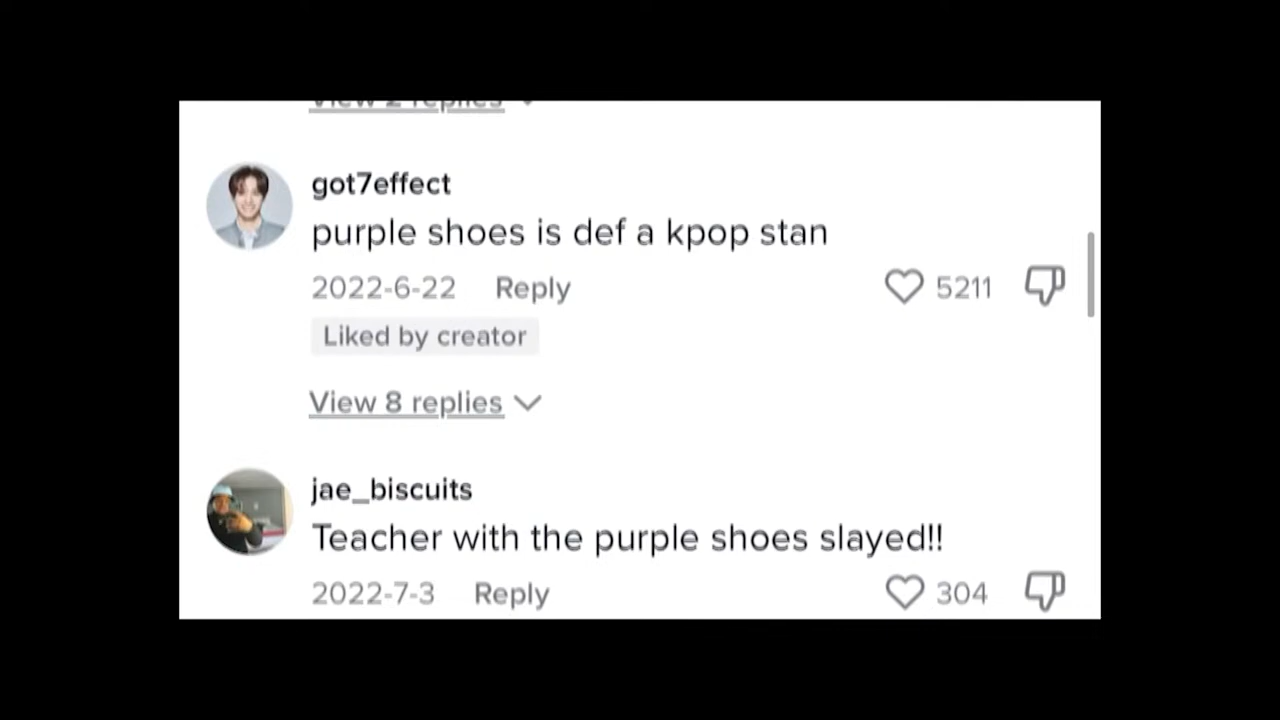 View 2 replies
got7effect
purple shoes is def a kpop stan
2022-6-22 Reply 5211
Liked by creator
View 8 replies
jae_biscuits
Teacher with the purple shoes slayed!!
2022-7-3 Reply 304